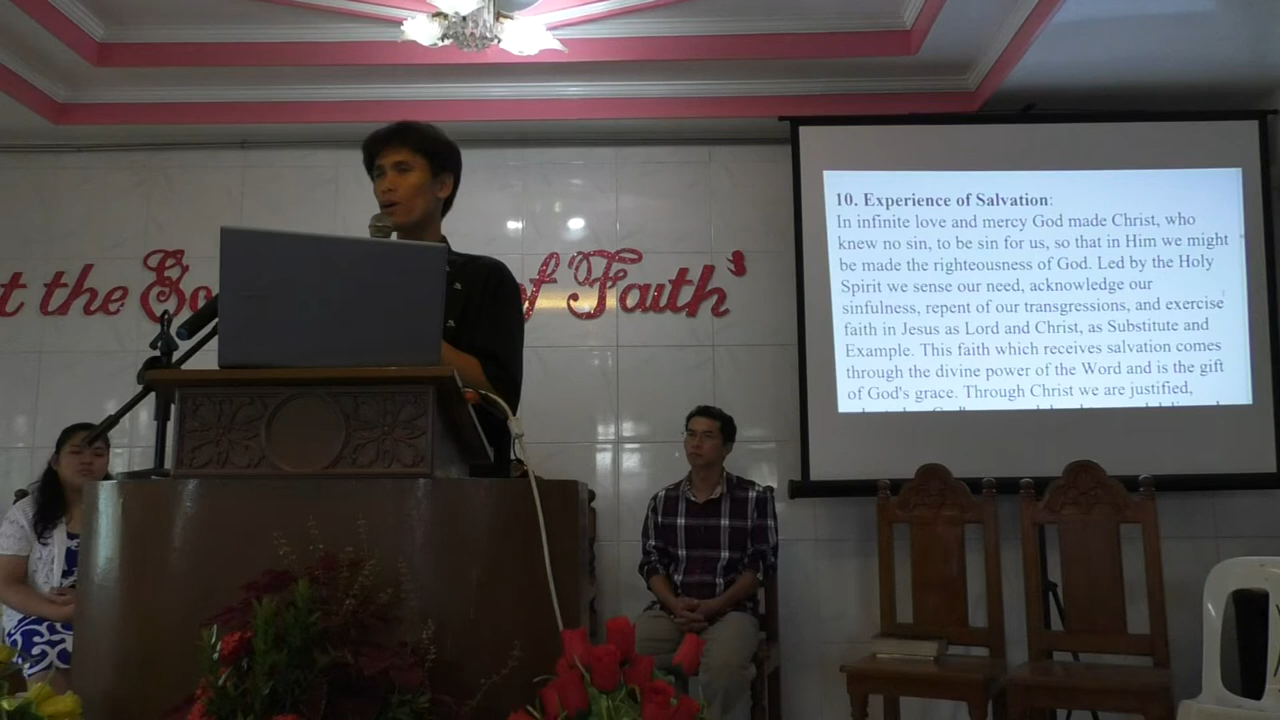 t the Go of Faith
10. Experience of Salvation:
In infinite love and mercy God made Christ, who
knew no sin, to be sin for us, so that in Him we might
be made the righteousness of God. Led by the Holy
Spirit we sense our need, acknowledge our
sinfulness, repent of our transgressions, and exercise
faith in Jesus as Lord and Christ, as Substitute and
Example. This faith which receives salvation comes
through the divine power of the Word and is the gift
of God's grace. Through Christ we are justified,